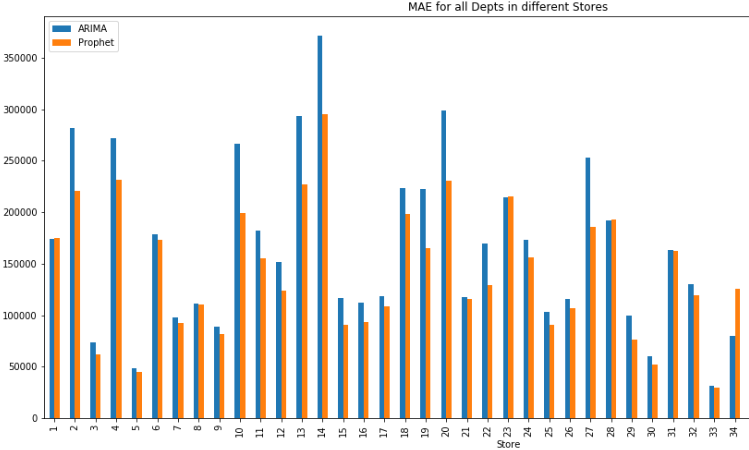 MAE for all Depts in different Stores
ARIMA
Prophet
350000
300000
250000
200000
150000
100000
50000
0
1 2 3 4 5 6 7 8 9 10 11 12 13 14 15 16 17 18 19 20 21 22 23 24 25 26 27 28 29 30 31 32 33 34
Store